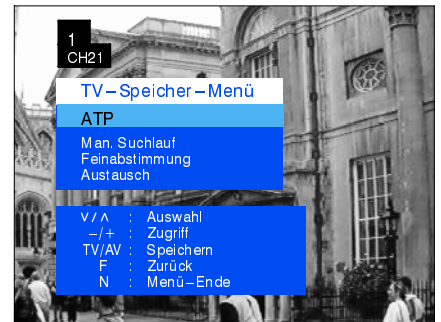 1
CH21
TV–Speicher–Menü
ATP
Man. Suchlauf
Feinabstimmung
Austausch
∨/∧ : Auswahl
–/+ : Zugriff
TV/AV : Speichern
F : Zurück
N : Menü–Ende